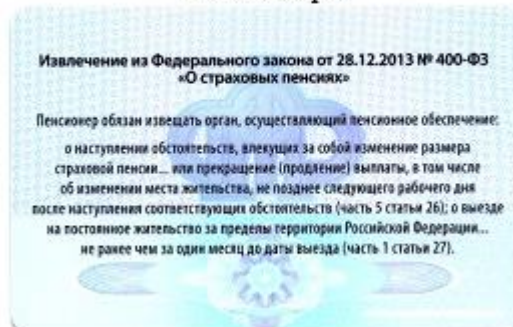 Извлечение из Федерального закона от 28.12.2013 № 400-ФЗ
«О страховых пенсиях»
Пенсионер обязан извещать орган, осуществляющий пенсионное обеспечение:
о наступлении обстоятельств, влекущих за собой изменение размера
страховой пенсии... или прекращение (продление) выплаты, в том числе
об изменении места жительства, не позднее следующего рабочего дня
после наступления соответствующих обстоятельств (часть 5 статьи 26); о выезде
на постоянное жительство за пределы территории Российской Федерации...
не ранее чем за один месяц до даты выезда (часть 1 статьи 27).